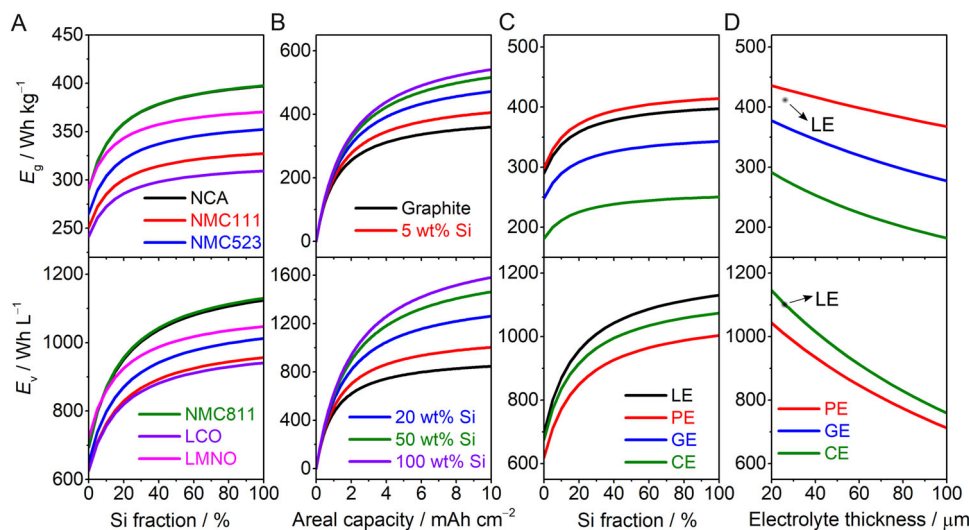 A
B
C
D
E_g / Wh kg⁻¹
400
350
300
250
NCA
NMC111
NMC523
600
400
200
0
Graphite
5 wt% Si
500
400
300
200
500
400
300
200
LE
E_v / Wh L⁻¹
1200
1000
800
600
NMC811
LCO
LMNO
0 20 40 60 80 100
Si fraction / %
1600
1200
800
400
0
20 wt% Si
50 wt% Si
100 wt% Si
0 2 4 6 8 10
Areal capacity / mAh cm⁻²
1200
1000
800
600
LE
PE
GE
CE
0 20 40 60 80 100
Si fraction / %
1200
1000
800
600
LE
PE
GE
CE
20 40 60 80 100
Electrolyte thickness / μm